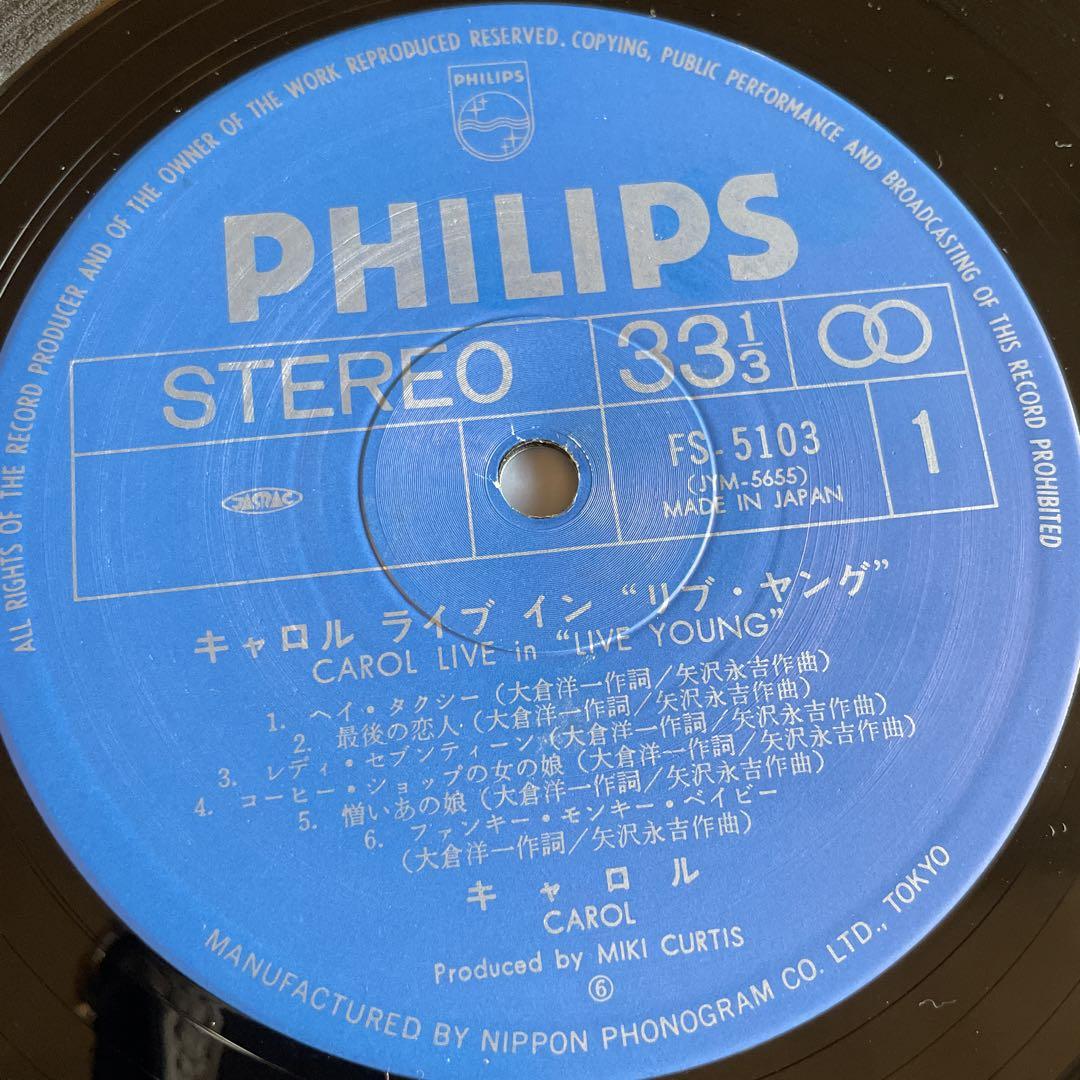 ALL RIGHTS OF THE RECORD PRODUCER AND OF THE OWNER OF THE WORK REPRODUCED RESERVED. COPYING, PUBLIC PERFORMANCE AND BROADCASTING OF THIS RECORD PROHIBITED
PHILIPS
PHILIPS
STEREO
33 1/3
FS-5103
(JYM-5655)
MADE IN JAPAN
1
JASRAC
キャロル ライブ イン “リブ・ヤング”
CAROL LIVE in “LIVE YOUNG”
1. ヘイ・タクシー (大倉洋一作詞/矢沢永吉作曲)
2. 最後の恋人 (大倉洋一作詞/矢沢永吉作曲)
3. レディ・セブンティーン (大倉洋一作詞/矢沢永吉作曲)
4. コーヒー・ショップの女の娘 (大倉洋一作詞/矢沢永吉作曲)
5. 憎いあの娘 (大倉洋一作詞/矢沢永吉作曲)
6. ファンキー・モンキー・ベイビー
(大倉洋一作詞/矢沢永吉作曲)
キャロル
CAROL
Produced by MIKI CURTIS
⑥
MANUFACTURED BY NIPPON PHONOGRAM CO. LTD., TOKYO